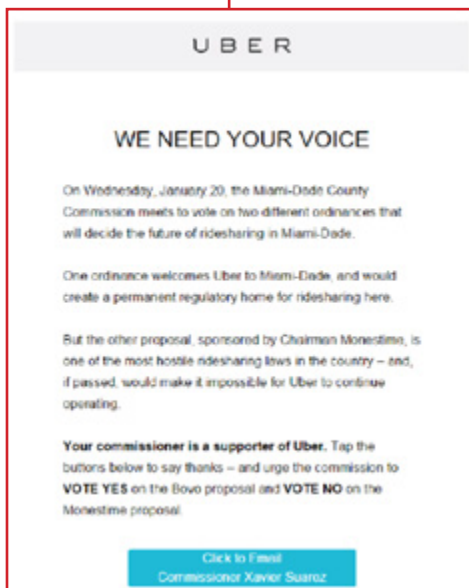 UBER
WE NEED YOUR VOICE
On Wednesday, January 20, the Miami-Dade County
Commission meets to vote on two different ordinances that
will decide the future of ridesharing in Miami-Dade.
One ordinance welcomes Uber to Miami-Dade, and would
create a permanent regulatory home for ridesharing here.
But the other proposal, sponsored by Chairman Monestime, is
one of the most hostile ridesharing laws in the country – and,
if passed, would make it impossible for Uber to continue
operating.
Your commissioner is a supporter of Uber. Tap the
buttons below to say thanks – and urge the commission to
VOTE YES on the Bovo proposal and VOTE NO on the
Monestime proposal.
Click to Email
Commissioner Xavier Suarez